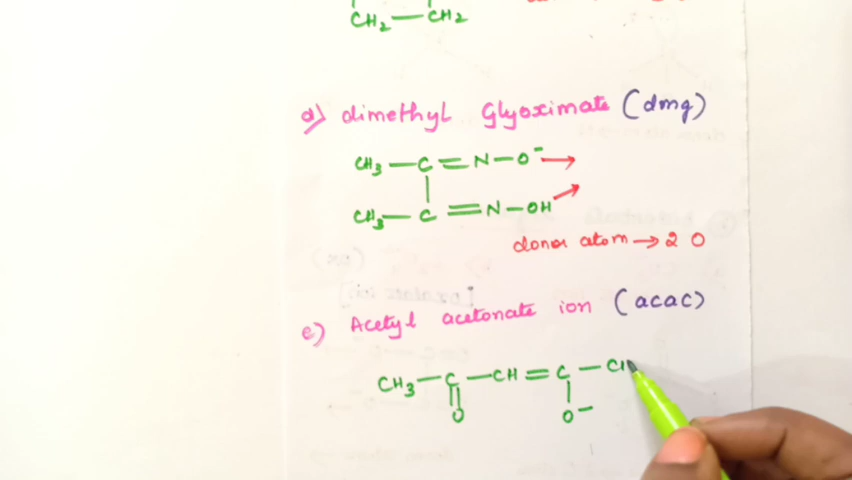 CH₂—CH₂
d) dimethyl Glyoximate (dmg)
CH₃—C=N—O⁻→
CH₃—C=N—OH
donor atom→2 O
e) Acetyl acetonate ion (acac)
CH₃—C—CH=C—CH
O O⁻